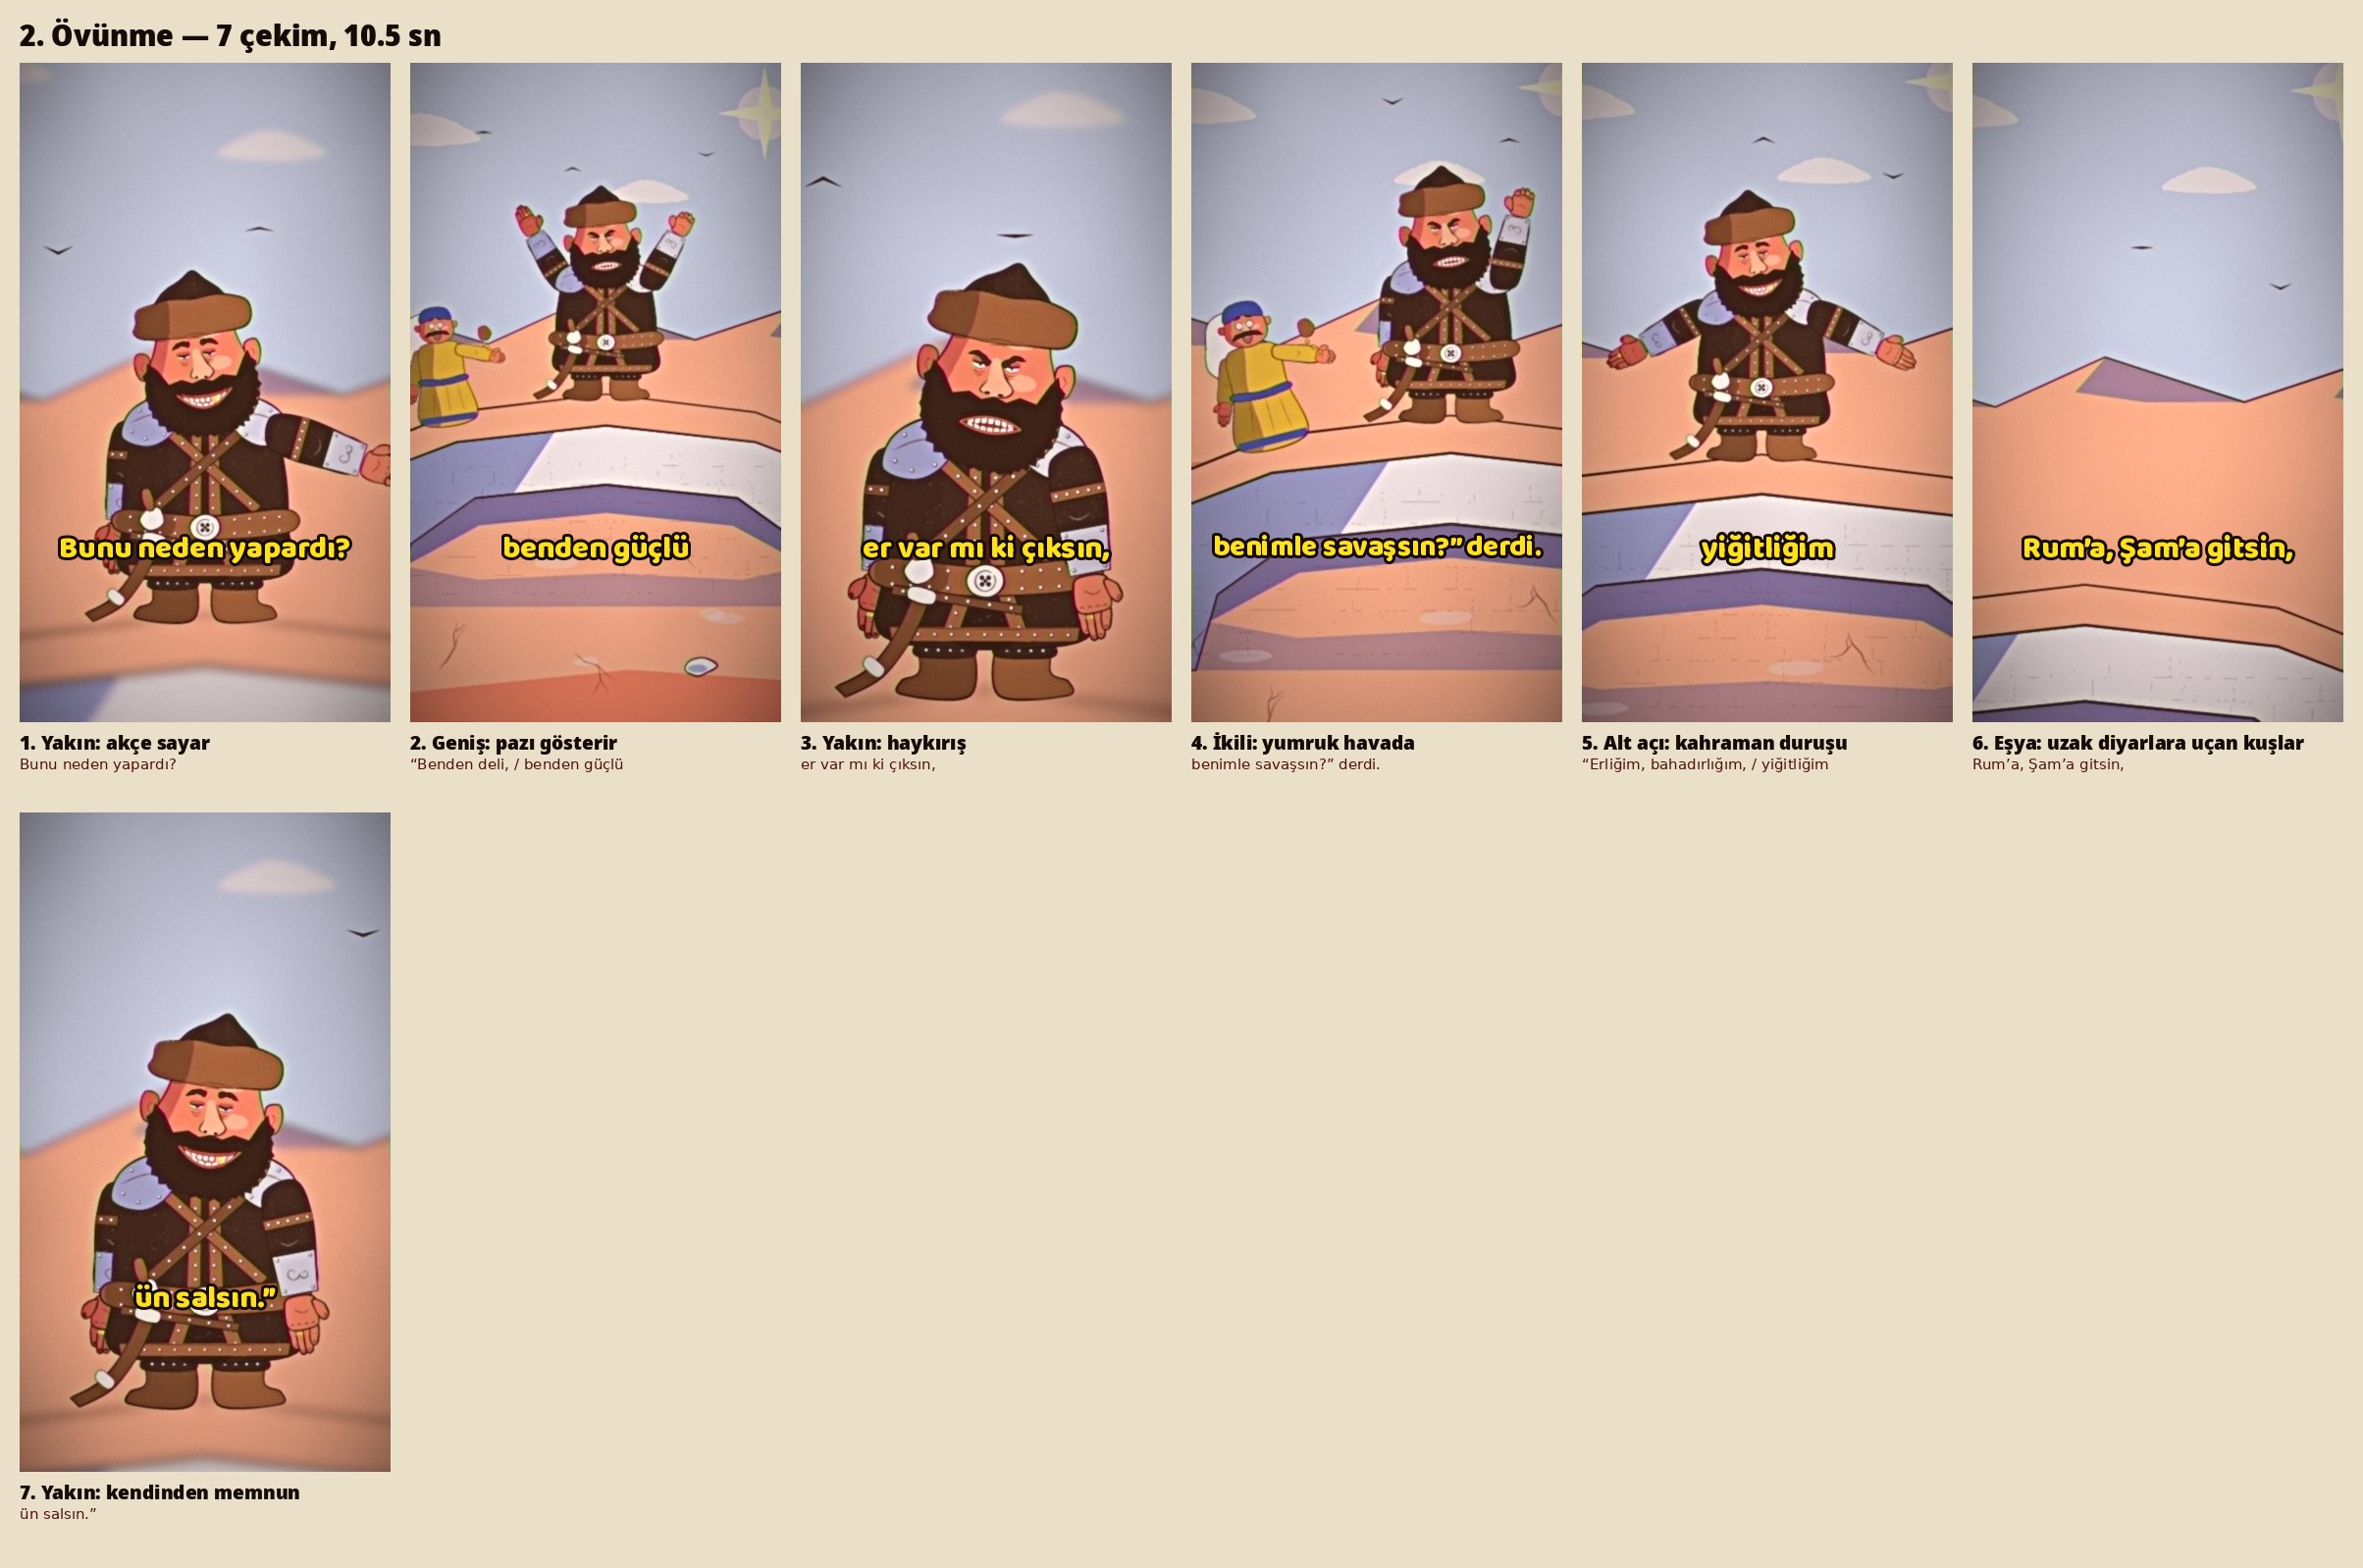 2. Övünme — 7 çekim, 10.5 sn
Bunu neden yapardı?
benden güçlü
er var mı ki çıksın,
benimle savaşsın?” derdi.
yiğitliğim
Rum’a, Şam’a gitsin,
1. Yakın: akçe sayar
Bunu neden yapardı?
2. Geniş: pazı gösterir
“Benden deli, / benden güçlü
3. Yakın: haykırış
er var mı ki çıksın,
4. İkili: yumruk havada
benimle savaşsın?” derdi.
5. Alt açı: kahraman duruşu
“Erliğim, bahadırlığım, / yiğitliğim
6. Eşya: uzak diyarlara uçan kuşlar
Rum’a, Şam’a gitsin,
ün salsın.”
7. Yakın: kendinden memnun
ün salsın.”